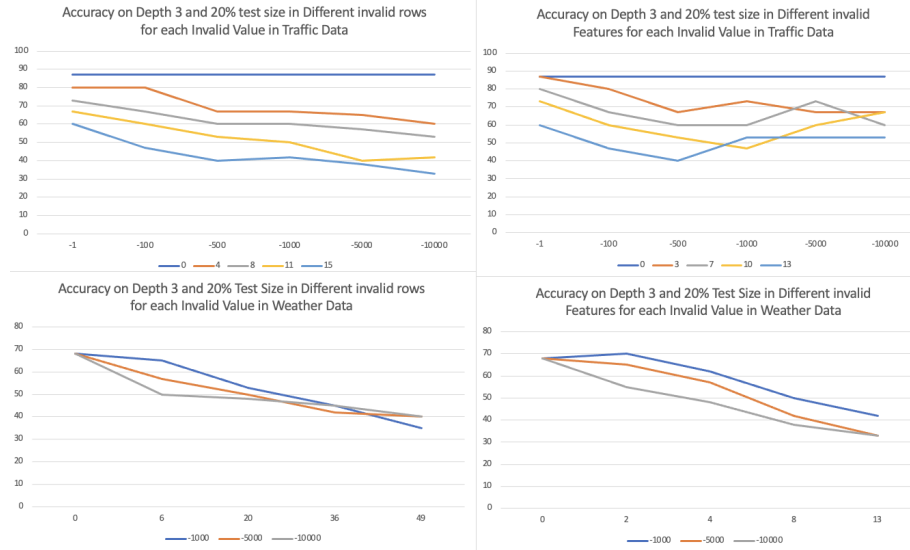 Accuracy on Depth 3 and 20% test size in Different invalid rows
for each Invalid Value in Traffic Data
100
90
80
70
60
50
40
30
20
10
0
-1 -100 -500 -1000 -5000 -10000
0 4 8 11 15
Accuracy on Depth 3 and 20% test size in Different invalid
Features for each Invalid Value in Traffic Data
100
90
80
70
60
50
40
30
20
10
0
-1 -100 -500 -1000 -5000 -10000
0 3 7 10 13
Accuracy on Depth 3 and 20% Test Size in Different invalid rows
for each Invalid Value in Weather Data
80
70
60
50
40
30
20
10
0
0 6 20 36 49
-1000 -5000 -10000
Accuracy on Depth 3 and 20% Test Size in Different invalid
Features for each Invalid Value in Weather Data
80
70
60
50
40
30
20
10
0
0 2 4 8 13
-1000 -5000 -10000